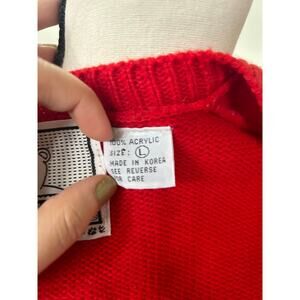 100% ACRYLIC
SIZE: L
MADE IN KOREA
SEE REVERSE
FOR CARE